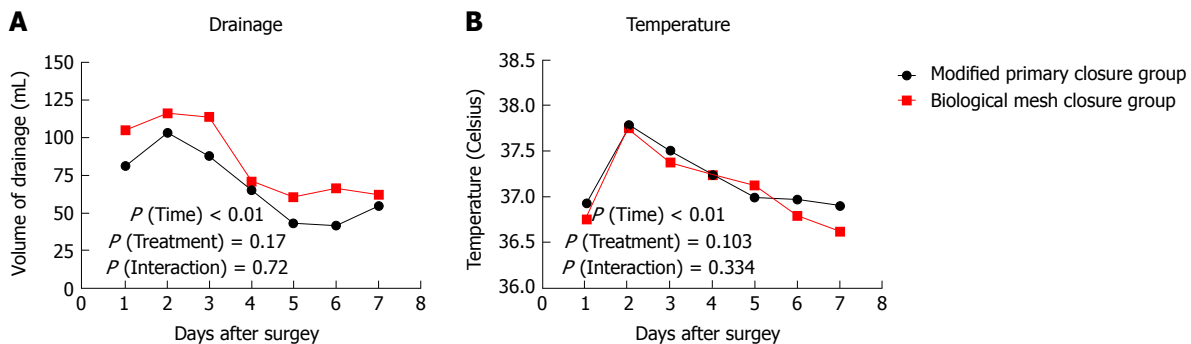 A
Drainage
Volume of drainage (mL)
150
125
100
75
50
25
0
P (Time) < 0.01
P (Treatment) = 0.17
P (Interaction) = 0.72
0 1 2 3 4 5 6 7 8
Days after surgey
B
Temperature
Temperature (Celsius)
38.5
38.0
37.5
37.0
36.5
36.0
P (Time) < 0.01
P (Treatment) = 0.103
P (Interaction) = 0.334
0 1 2 3 4 5 6 7 8
Days after surgey
Modified primary closure group
Biological mesh closure group